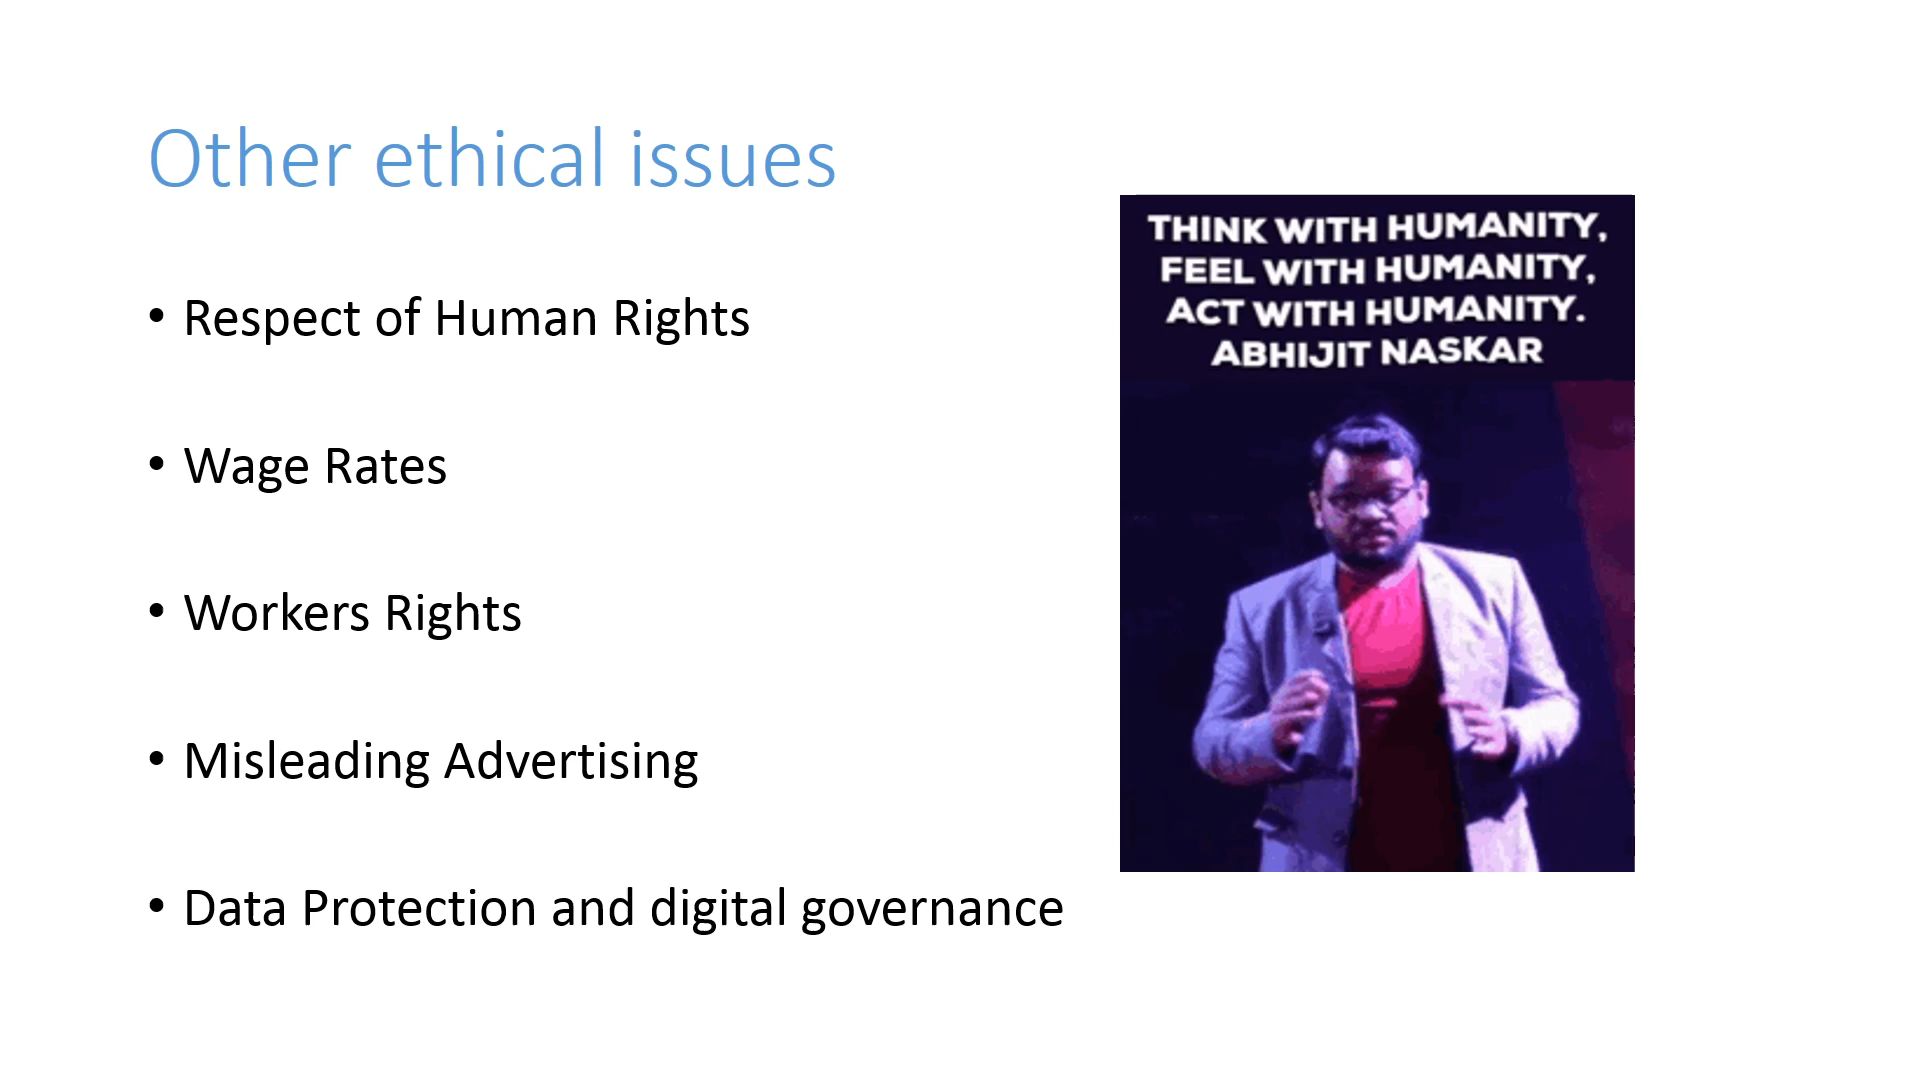 Other ethical issues
• Respect of Human Rights
• Wage Rates
• Workers Rights
• Misleading Advertising
• Data Protection and digital governance
THINK WITH HUMANITY,
FEEL WITH HUMANITY,
ACT WITH HUMANITY.
ABHIJIT NASKAR